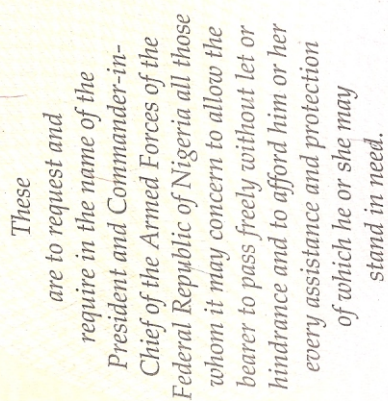 These
are to request and
require in the name of the
President and Commander-in-
Chief of the Armed Forces of the
Federal Republic of Nigeria all those
whom it may concern to allow the
bearer to pass freely without let or
hindrance and to afford him or her
every assistance and protection
of which he or she may
stand in need.